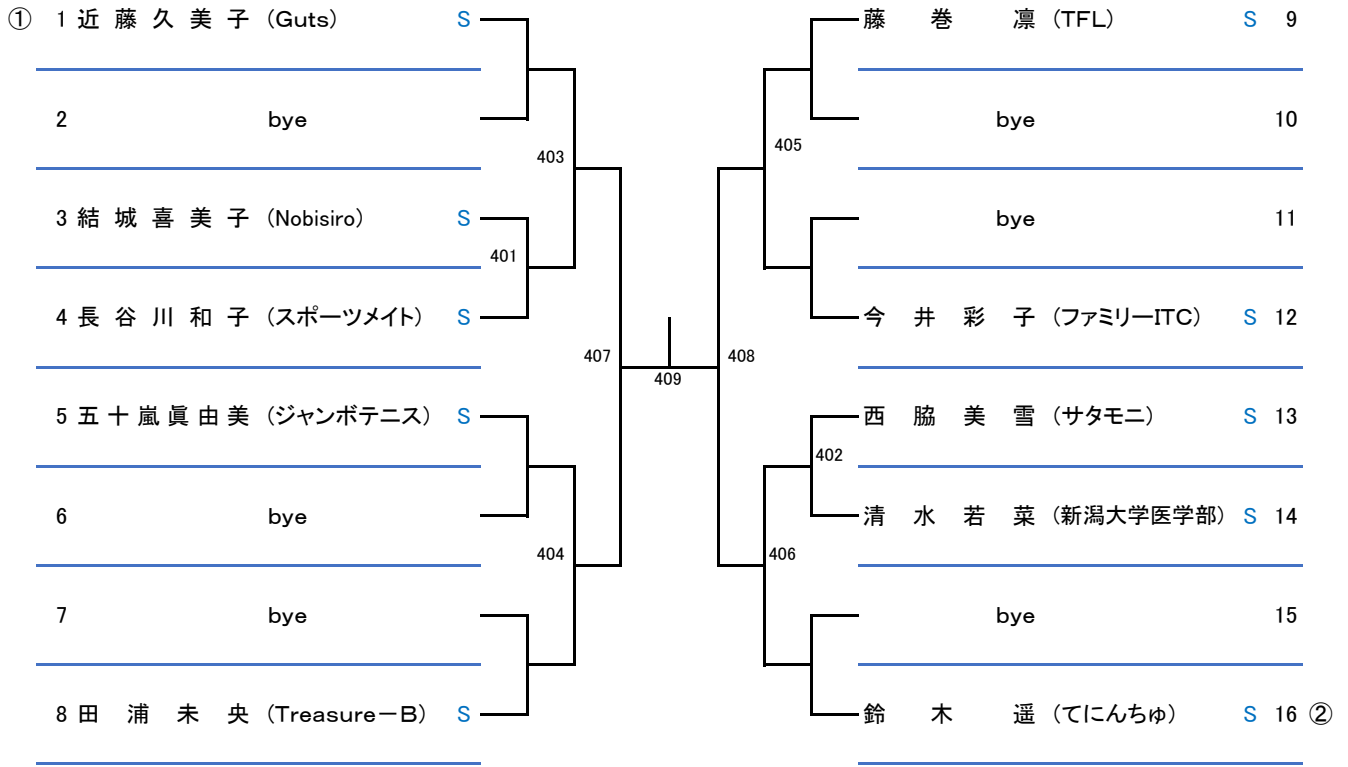 ① 1 近藤久美子 (Guts) S
2 bye
403
3 結城喜美子 (Nobisiro) S
401
4 長谷川和子 (スポーツメイト) S
407
5 五十嵐眞由美 (ジャンボテニス) S
6 bye
404
7 bye
8 田浦未央 (Treasure－B) S
409
藤巻凛 (TFL) S 9
bye 10
405
bye 11
今井彩子 (ファミリーITC) S 12
408
西脇美雪 (サタモニ) S 13
402
清水若菜 (新潟大学医学部) S 14
406
bye 15
鈴木遥 (てにんちゅ) S 16 ②